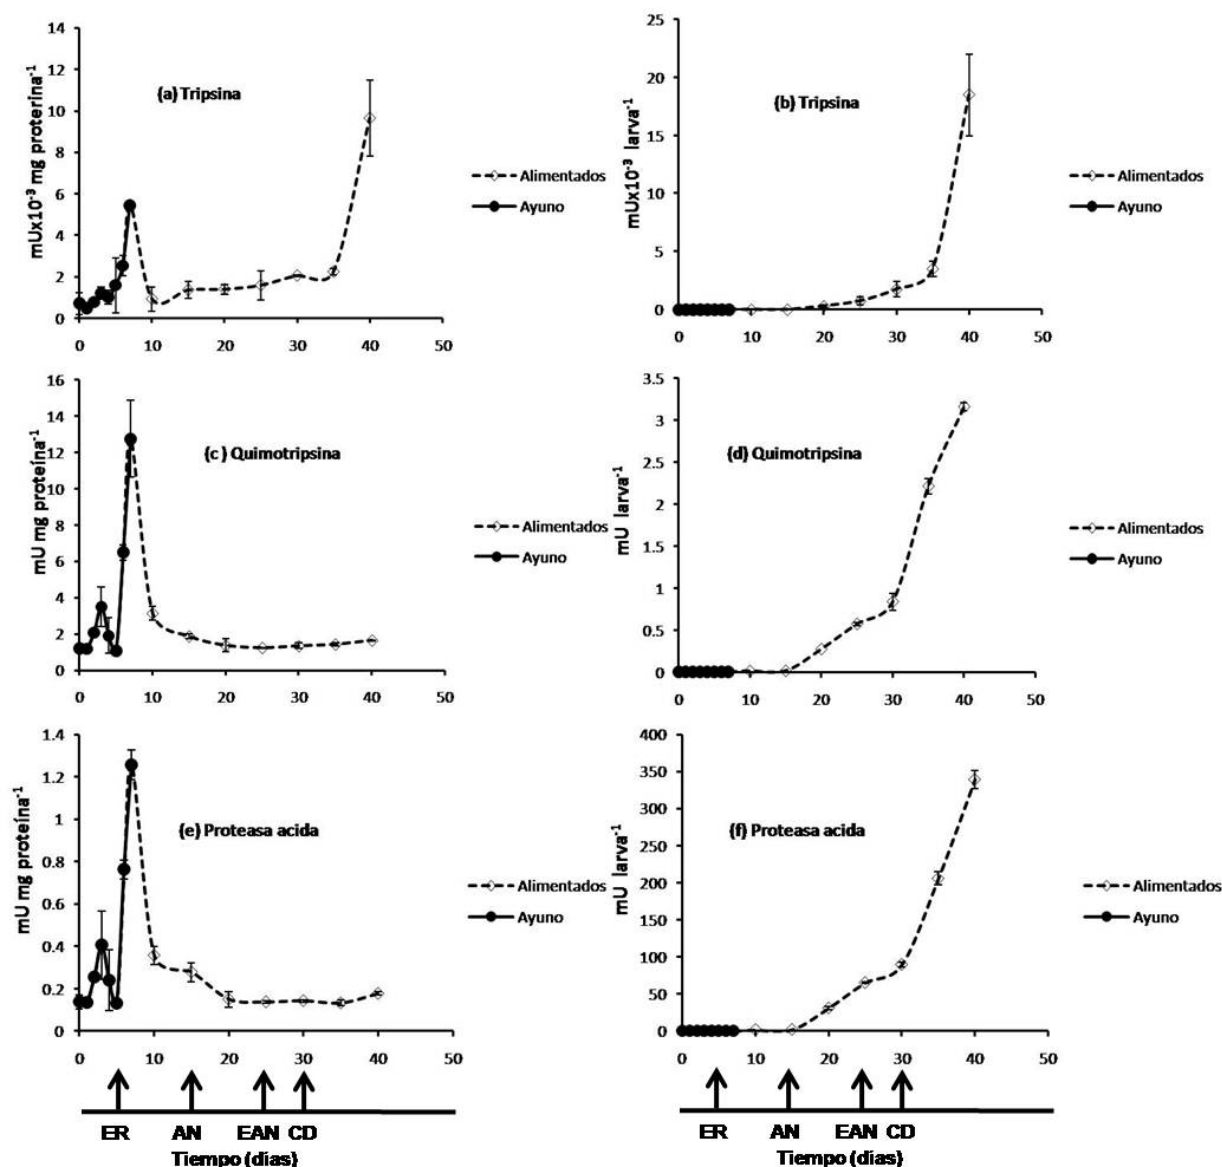 14
12
10
8
6
4
2
0
0 10 20 30 40 50
mUx10⁻³ mg proterina⁻¹
(a) Tripsina
Alimentados
Ayuno
25
20
15
10
5
0
0 10 20 30 40 50
mUx10⁻³ larva⁻¹
(b) Tripsina
Alimentados
Ayuno
16
14
12
10
8
6
4
2
0
0 10 20 30 40 50
mU mg proteína⁻¹
(c ) Quimotripsina
Alimentados
Ayuno
3.5
3
2.5
2
1.5
1
0.5
0
0 10 20 30 40 50
mU larva⁻¹
(d) Quimotripsina
Alimentados
Ayuno
1.4
1.2
1
0.8
0.6
0.4
0.2
0
0 10 20 30 40 50
mU mg proteína⁻¹
(e) Proteasa acida
Alimentados
Ayuno
400
350
300
250
200
150
100
50
0
0 10 20 30 40 50
mU larva⁻¹
(f) Proteasa acida
Alimentados
Ayuno
ER AN EAN CD
Tiempo (dias)
ER AN EAN CD
Tiempo (dias)